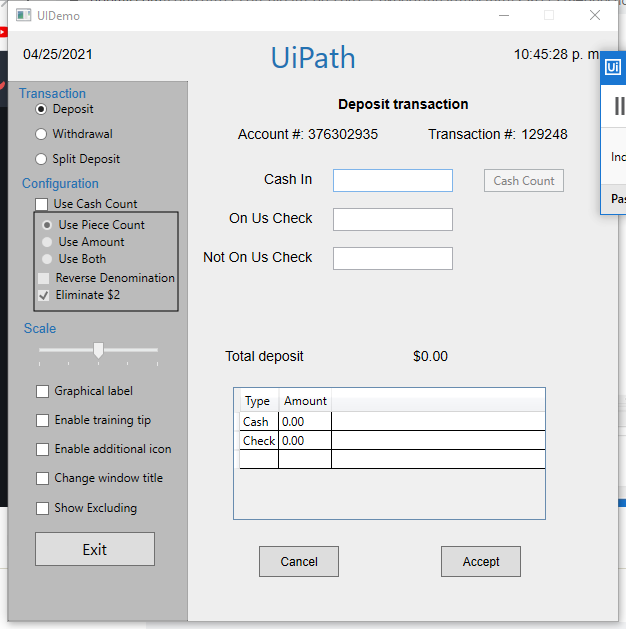 UIDemo
04/25/2021
UiPath
10:45:28 p. m
Ui
Transaction
Deposit
Withdrawal
Split Deposit
Configuration
Use Cash Count
Use Piece Count
Use Amount
Use Both
Reverse Denomination
Eliminate $2
Scale
Graphical label
Enable training tip
Enable additional icon
Change window title
Show Excluding
Exit
Deposit transaction
Account #: 376302935 Transaction #: 129248
Cash In
Cash Count
On Us Check
Not On Us Check
Total deposit $0.00
Type Amount
Cash 0.00
Check 0.00
Cancel
Accept
Inc
Pas